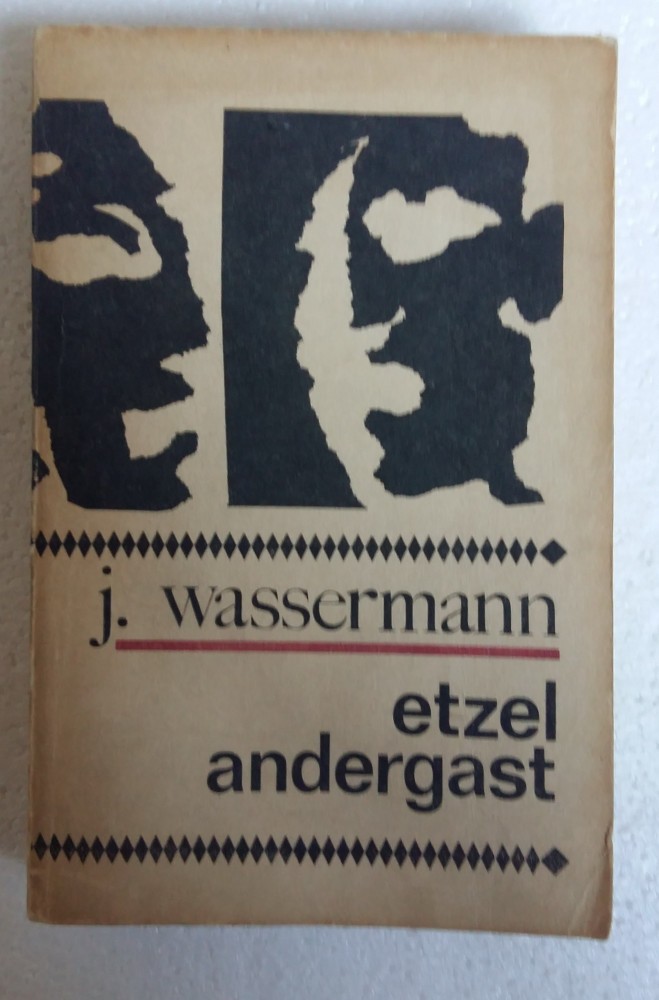 j. wassermann
etzel
andergast